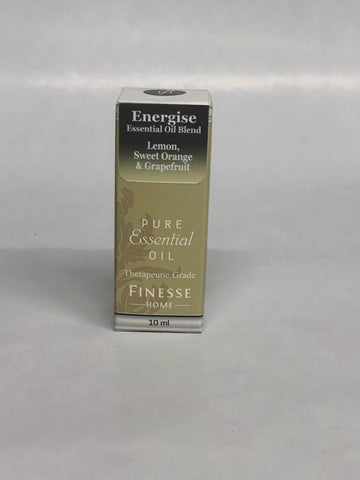 Energise
Essential Oil Blend
Lemon,
Sweet Orange
& Grapefruit
PURE
Essential
OIL
Therapeutic Grade
FINESSE
HOME
10 ml